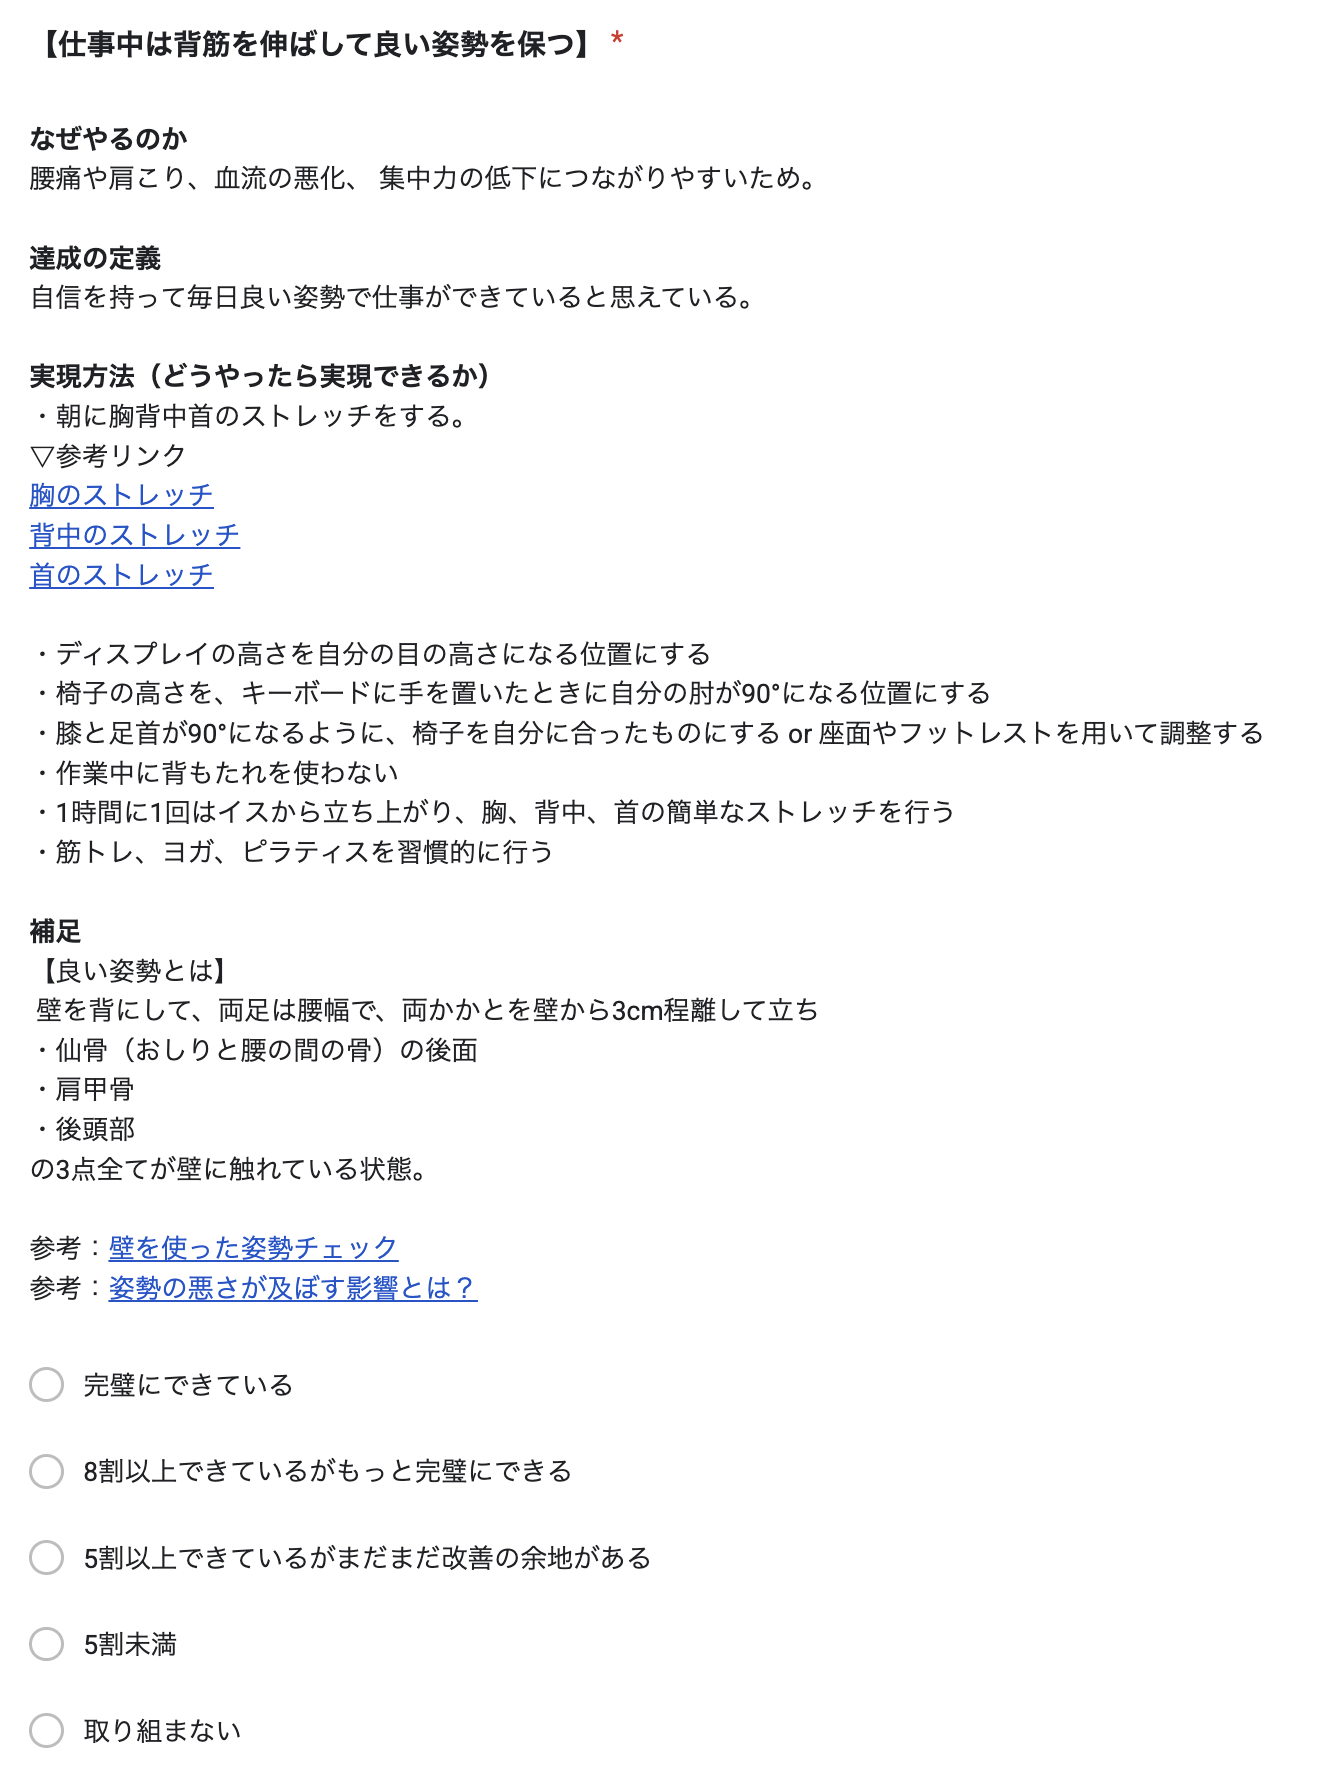 【仕事中は背筋を伸ばして良い姿勢を保つ】 *
なぜやるのか
腰痛や肩こり、血流の悪化、 集中力の低下につながりやすいため。
達成の定義
自信を持って毎日良い姿勢で仕事ができていると思えている。
実現方法（どうやったら実現できるか）
・朝に胸背中首のストレッチをする。
▽参考リンク
胸のストレッチ
背中のストレッチ
首のストレッチ
・ディスプレイの高さを自分の目の高さになる位置にする
・椅子の高さを、キーボードに手を置いたときに自分の肘が90°になる位置にする
・膝と足首が90°になるように、椅子を自分に合ったものにする or 座面やフットレストを用いて調整する
・作業中に背もたれを使わない
・1時間に1回はイスから立ち上がり、胸、背中、首の簡単なストレッチを行う
・筋トレ、ヨガ、ピラティスを習慣的に行う
補足
【良い姿勢とは】
壁を背にして、両足は腰幅で、両かかとを壁から3cm程離して立ち
・仙骨（おしりと腰の間の骨）の後面
・肩甲骨
・後頭部
の3点全てが壁に触れている状態。
参考：壁を使った姿勢チェック
参考：姿勢の悪さが及ぼす影響とは？
完璧にできている
8割以上できているがもっと完璧にできる
5割以上できているがまだまだ改善の余地がある
5割未満
取り組まない